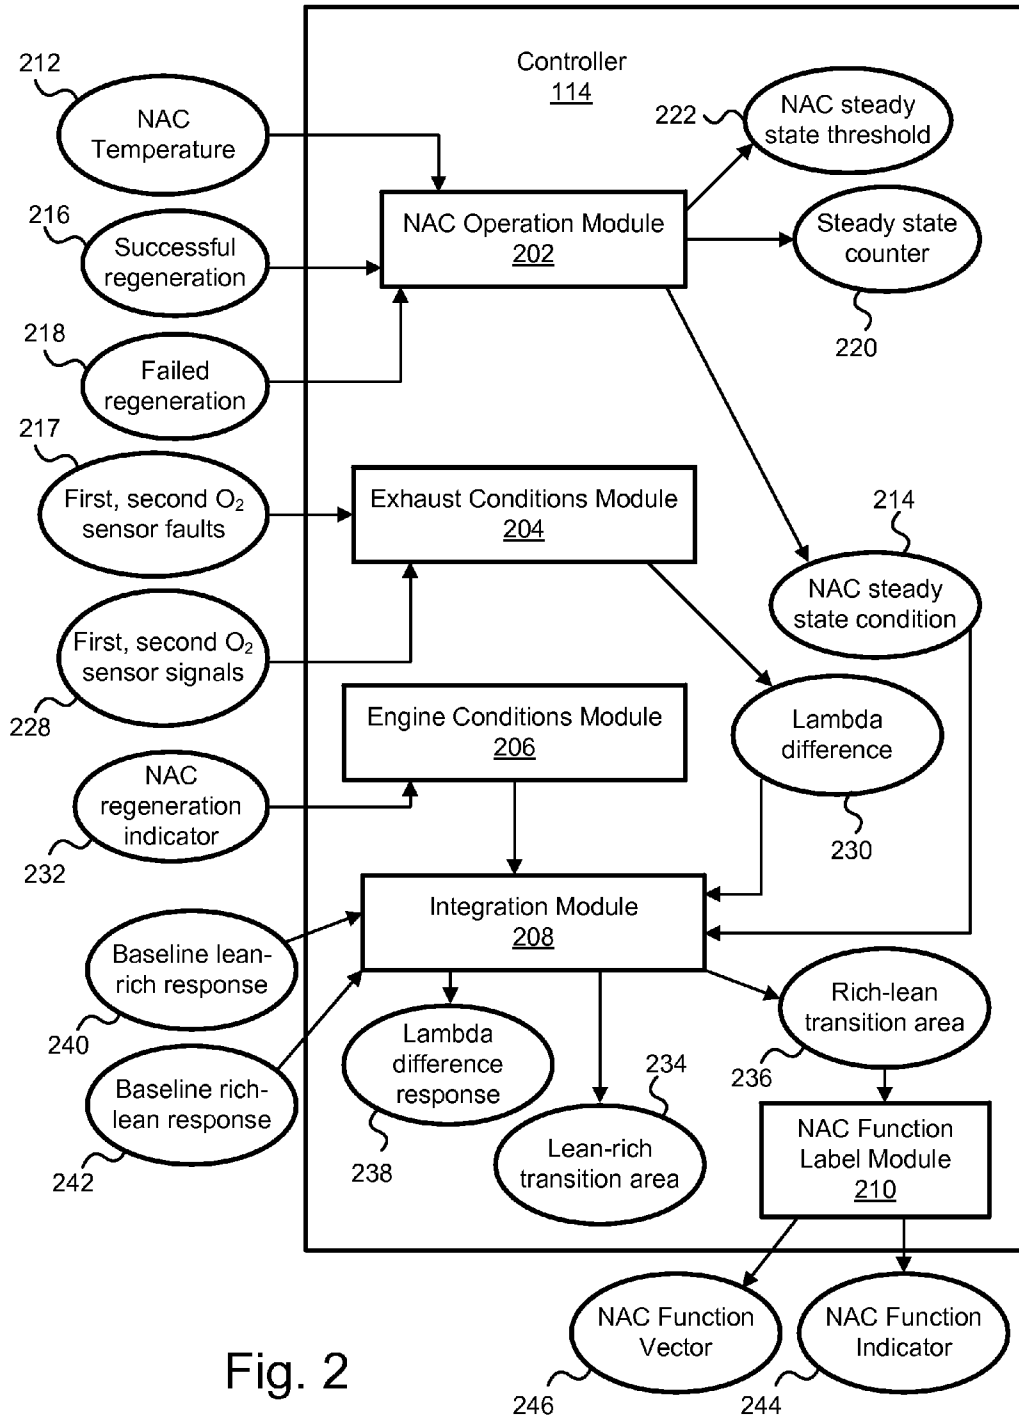 Controller
114
212
NAC
Temperature
222
NAC steady
state threshold
216
Successful
regeneration
NAC Operation Module
202
Steady state
counter
220
218
Failed
regeneration
217
First, second O₂
sensor faults
Exhaust Conditions Module
204
214
NAC steady
state condition
First, second O₂
sensor signals
228
Engine Conditions Module
206
Lambda
difference
230
NAC
regeneration
indicator
232
Integration Module
208
Baseline lean-
rich response
240
Rich-lean
transition area
236
Lambda
difference
response
238
234
Lean-rich
transition area
Baseline rich-
lean response
242
NAC Function
Label Module
210
NAC Function
Vector
246
NAC Function
Indicator
244
Fig. 2